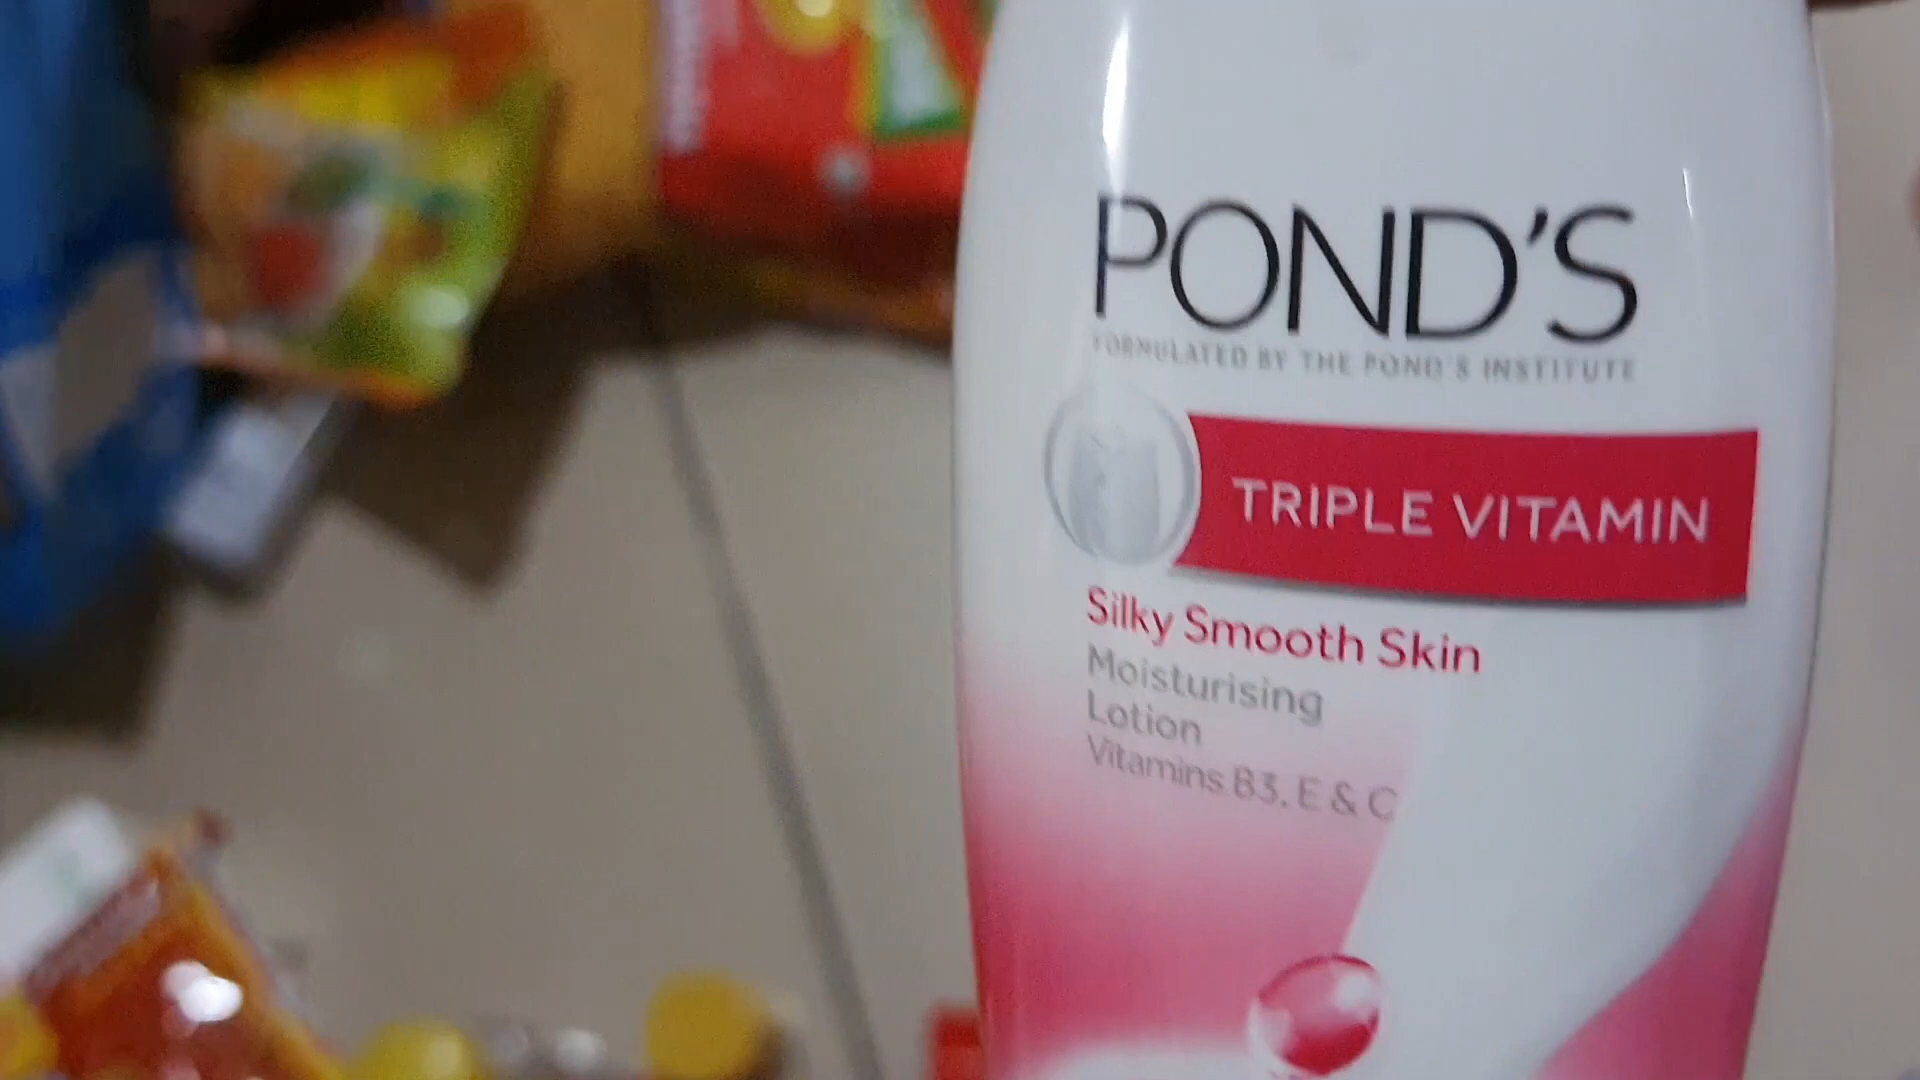 POND'S
FORMULATED BY THE POND'S INSTITUTE
TRIPLE VITAMIN
Silky Smooth Skin
Moisturising
Lotion
Vitamins B3, E & C